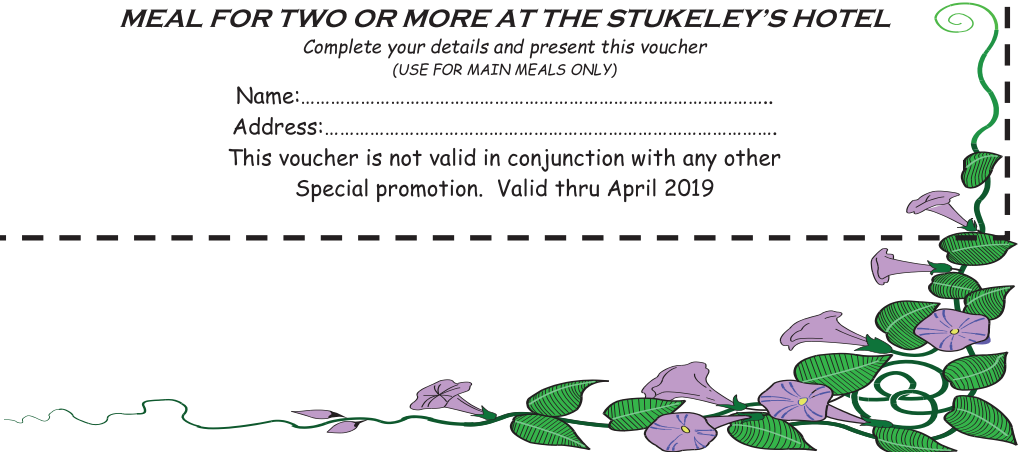 MEAL FOR TWO OR MORE AT THE STUKELEY'S HOTEL
Complete your details and present this voucher
(USE FOR MAIN MEALS ONLY)
Name:……………………………………………………………………………………..
Address:………………………………………………………………………………….
This voucher is not valid in conjunction with any other
Special promotion.  Valid thru April 2019